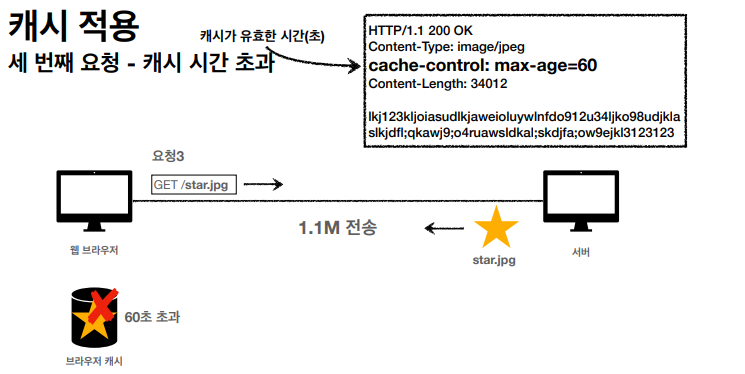 캐시 적용
세 번째 요청 - 캐시 시간 초과
캐시가 유효한 시간(초)
HTTP/1.1 200 OK
Content-Type: image/jpeg
cache-control: max-age=60
Content-Length: 34012
lkj123kljoiasudlkjaweioluywlnfdo912u34ljko98udjkla
slkjdfl;qkawj9;o4ruawsldkal;skdjfa;ow9ejkl3123123
요청3
GET /star.jpg
1.1M 전송
star.jpg
웹 브라우저
서버
60초 초과
브라우저 캐시